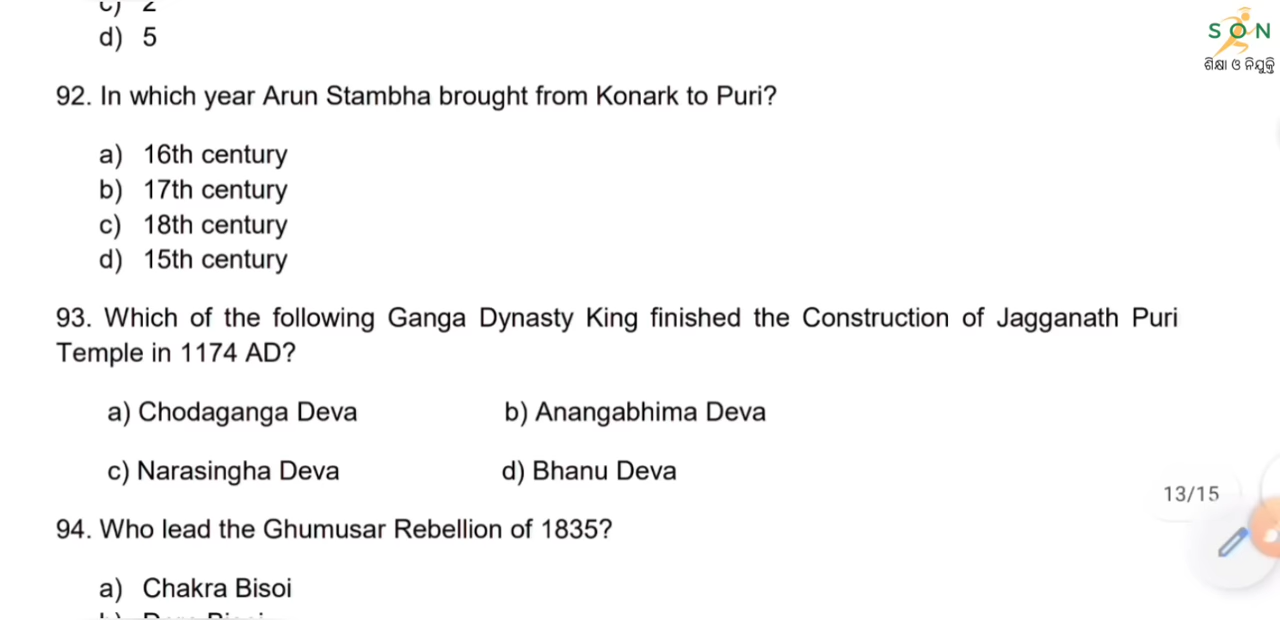 d) 5
SON
ଶିକ୍ଷା ଓ ନିଯୁକ୍ତି
92. In which year Arun Stambha brought from Konark to Puri?
a) 16th century
b) 17th century
c) 18th century
d) 15th century
93. Which of the following Ganga Dynasty King finished the Construction of Jagganath Puri
Temple in 1174 AD?
a) Chodaganga Deva b) Anangabhima Deva
c) Narasingha Deva d) Bhanu Deva
13/15
94. Who lead the Ghumusar Rebellion of 1835?
a) Chakra Bisoi